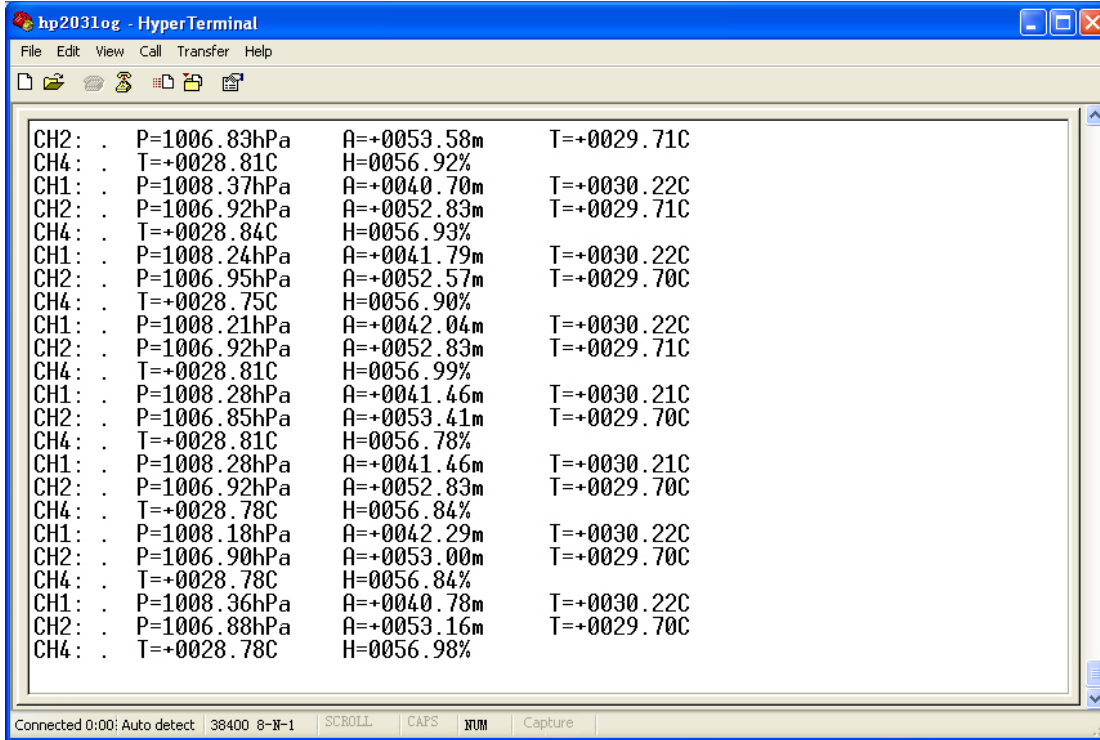 hp203log - HyperTerminal
File Edit View Call Transfer Help
CH2: . P=1006.83hPa A=+0053.58m T=+0029.71C
CH4: . T=+0028.81C H=0056.92%
CH1: . P=1008.37hPa A=+0040.70m T=+0030.22C
CH2: . P=1006.92hPa A=+0052.83m T=+0029.71C
CH4: . T=+0028.84C H=0056.93%
CH1: . P=1008.24hPa A=+0041.79m T=+0030.22C
CH2: . P=1006.95hPa A=+0052.57m T=+0029.70C
CH4: . T=+0028.75C H=0056.90%
CH1: . P=1008.21hPa A=+0042.04m T=+0030.22C
CH2: . P=1006.92hPa A=+0052.83m T=+0029.71C
CH4: . T=+0028.81C H=0056.99%
CH1: . P=1008.28hPa A=+0041.46m T=+0030.21C
CH2: . P=1006.85hPa A=+0053.41m T=+0029.70C
CH4: . T=+0028.81C H=0056.78%
CH1: . P=1008.28hPa A=+0041.46m T=+0030.21C
CH2: . P=1006.92hPa A=+0052.83m T=+0029.70C
CH4: . T=+0028.78C H=0056.84%
CH1: . P=1008.18hPa A=+0042.29m T=+0030.22C
CH2: . P=1006.90hPa A=+0053.00m T=+0029.70C
CH4: . T=+0028.78C H=0056.84%
CH1: . P=1008.36hPa A=+0040.78m T=+0030.22C
CH2: . P=1006.88hPa A=+0053.16m T=+0029.70C
CH4: . T=+0028.78C H=0056.98%
Connected 0:00: Auto detect 38400 8-N-1 SCROLL CAPS NUM Capture